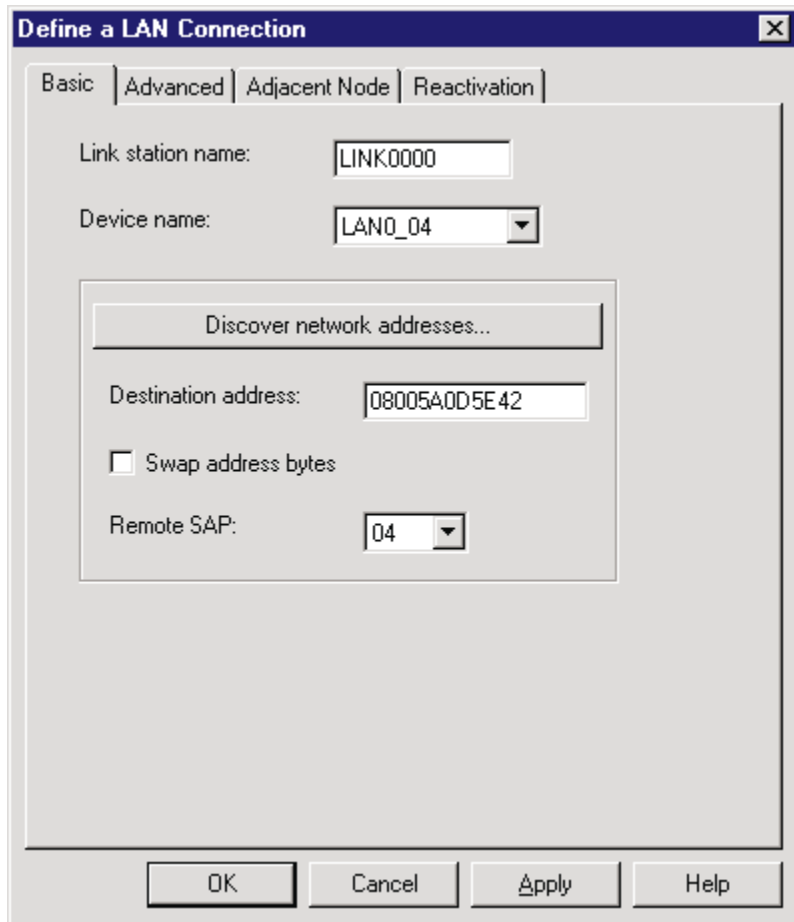 Define a LAN Connection
Basic Advanced Adjacent Node Reactivation
Link station name: LINK0000
Device name: LAN0_04
Discover network addresses...
Destination address: 08005A0D5E42
Swap address bytes
Remote SAP: 04
OK Cancel Apply Help